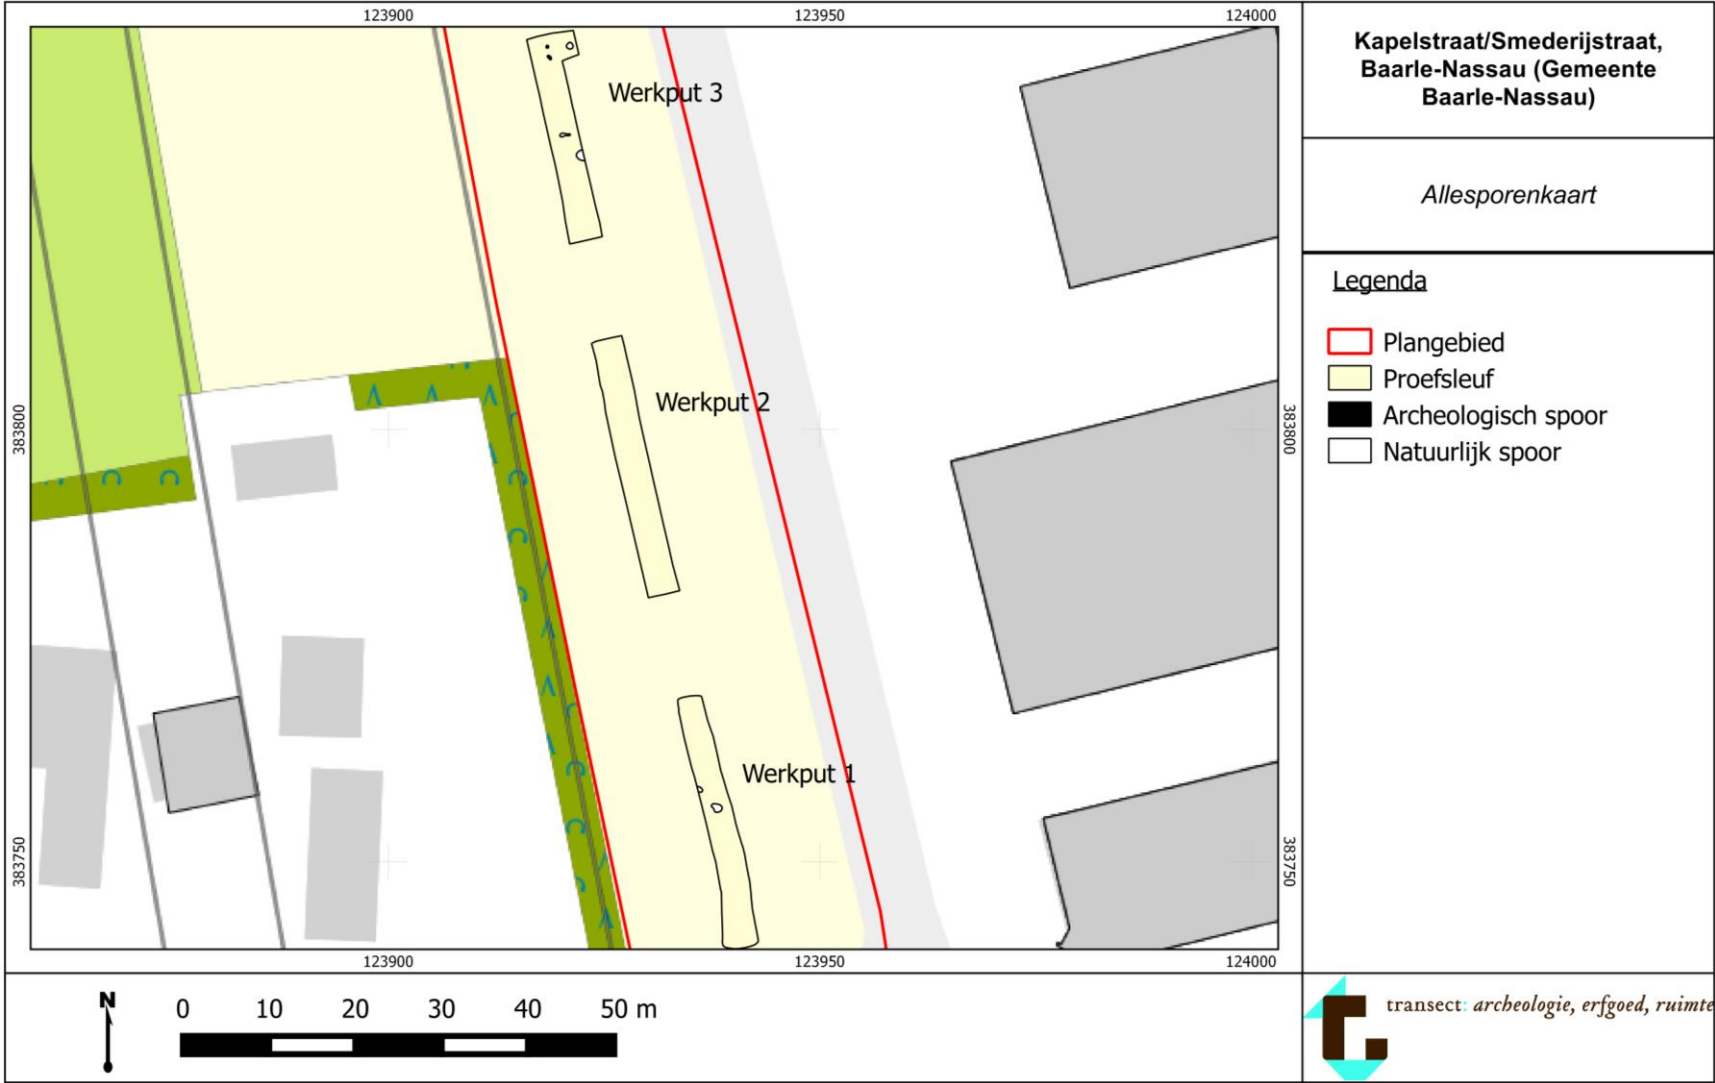 123900
123950
124000
Kapelstraat/Smederijstraat,
Baarle-Nassau (Gemeente
Baarle-Nassau)
Allesporenkaart
Legenda
Plangebied
Proefsleuf
Archeologisch spoor
Natuurlijk spoor
Werkput 3
Werkput 2
Werkput 1
383800
383800
383750
383750
123900
123950
124000
N
0 10 20 30 40 50 m
transect: archeologie, erfgoed, ruimte